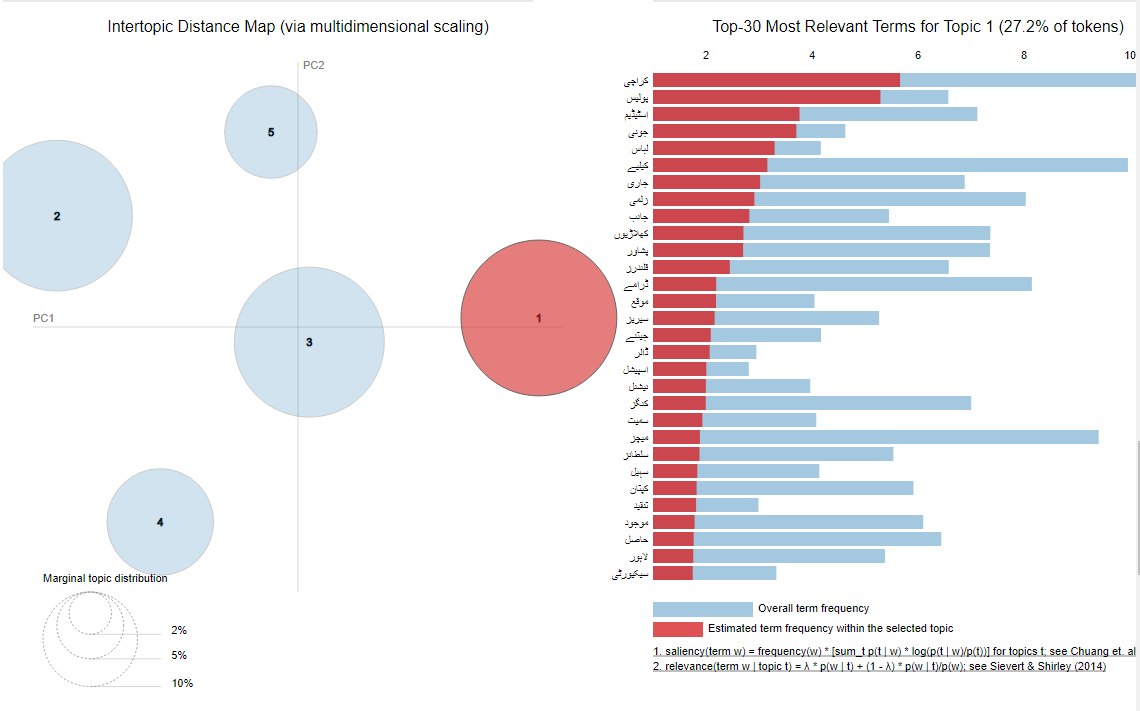 Intertopic Distance Map (via multidimensional scaling)
PC2
PC1
5
2
3
1
4
Marginal topic distribution
2%
5%
10%
Top-30 Most Relevant Terms for Topic 1 (27.2% of tokens)
2 4 6 8 10
کراچی
پولیس
اسٹیڈیم
جونی
لباس
کیلیے
جاری
زلمی
جانب
کھلاڑیوں
پشاور
قلندرز
ڈرامے
موقع
سیریز
جیتنے
ڈالر
اسپیشل
نیشنل
کنگز
سمیت
میچز
سلطانز
سہیل
کپتان
تنقید
موجود
حاصل
لاہور
سیکیورٹی
Overall term frequency
Estimated term frequency within the selected topic
1. saliency(term w) = frequency(w) * [sum_t p(t | w) * log(p(t | w)/p(t))] for topics t; see Chuang et. al
2. relevance(term w | topic t) = λ * p(w | t) + (1 - λ) * p(w | t)/p(w); see Sievert & Shirley (2014)